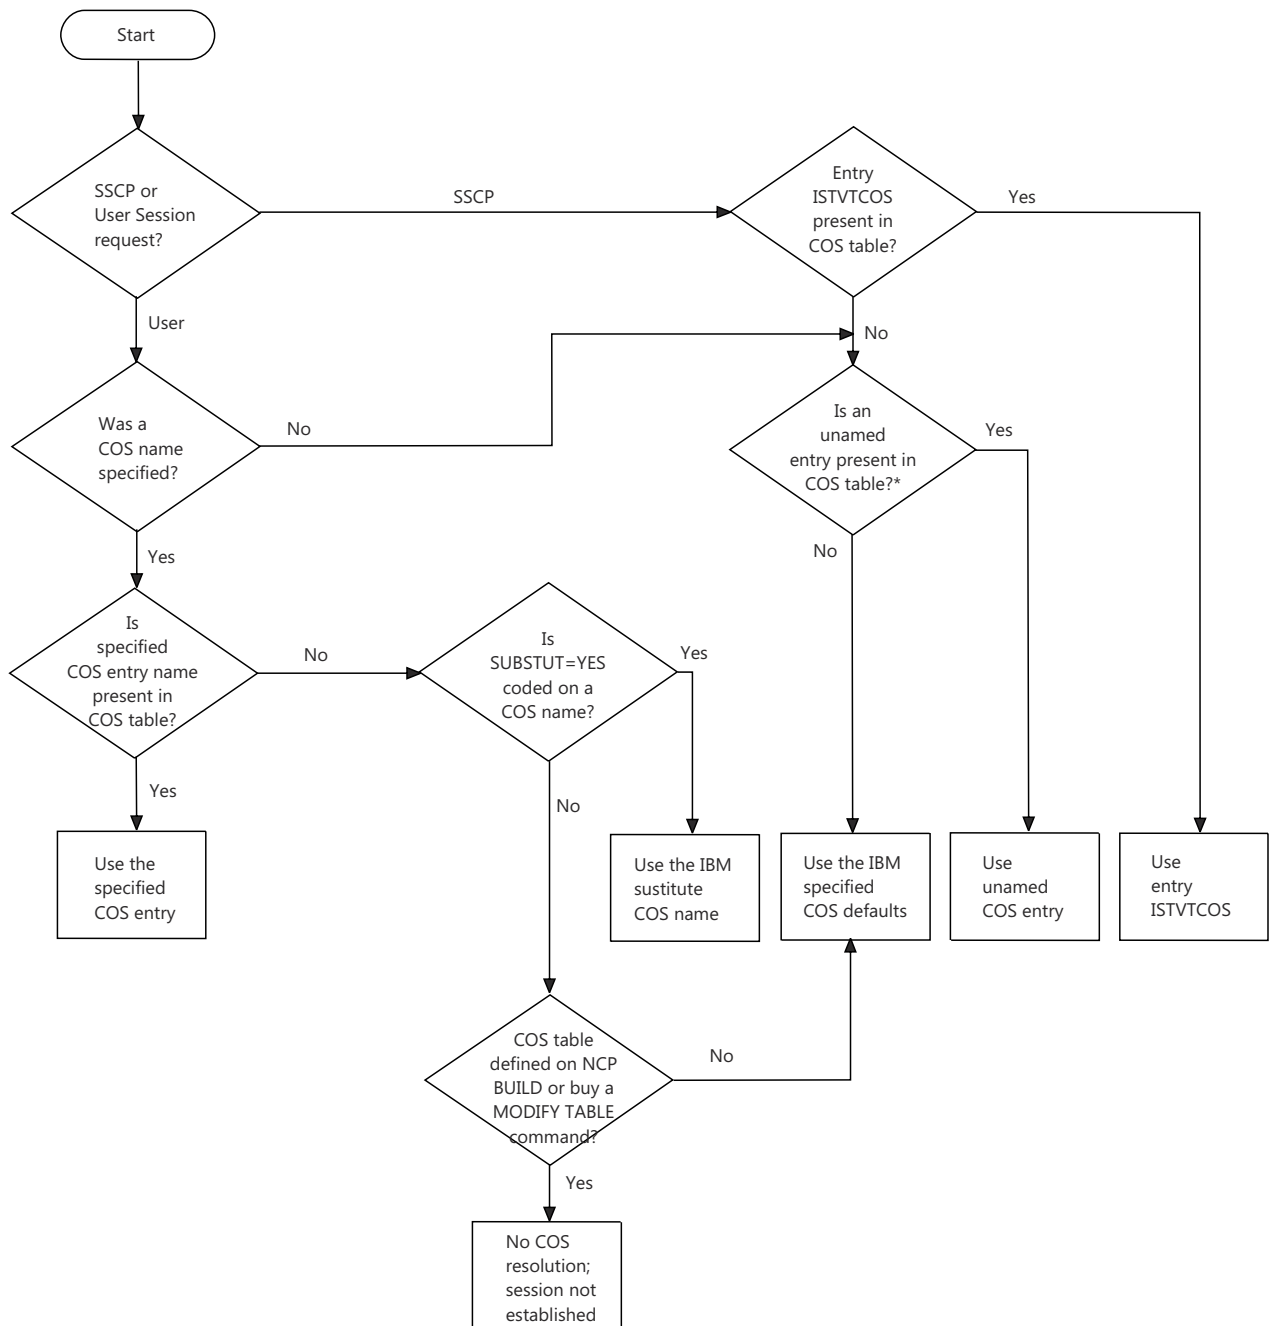 Start
SSCP or
User Session
request?
SSCP
Entry
ISTVTCOS
present in
COS table?
Yes
User
No
Was a
COS name
specified?
No
Is an
unamed
entry present in
COS table?*
Yes
Yes
No
Is
specified
COS entry name
present in
COS table?
No
Is
SUBSTUT=YES
coded on a
COS name?
Yes
Yes
No
Use the
specified
COS entry
Use the IBM
sustitute
COS name
Use the IBM
specified
COS defaults
Use
unamed
COS entry
Use
entry
ISTVTCOS
COS table
defined on NCP
BUILD or buy a
MODIFY TABLE
command?
No
Yes
No COS
resolution;
session not
established